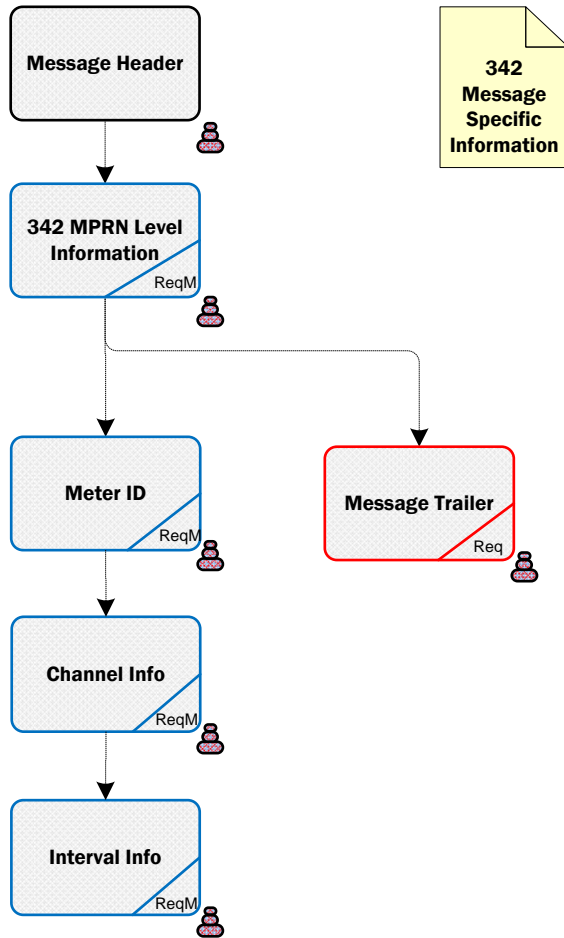 Message Header
342
Message
Specific
Information
342 MPRN Level
Information
ReqM
Meter ID
ReqM
Message Trailer
Req
Channel Info
ReqM
Interval Info
ReqM